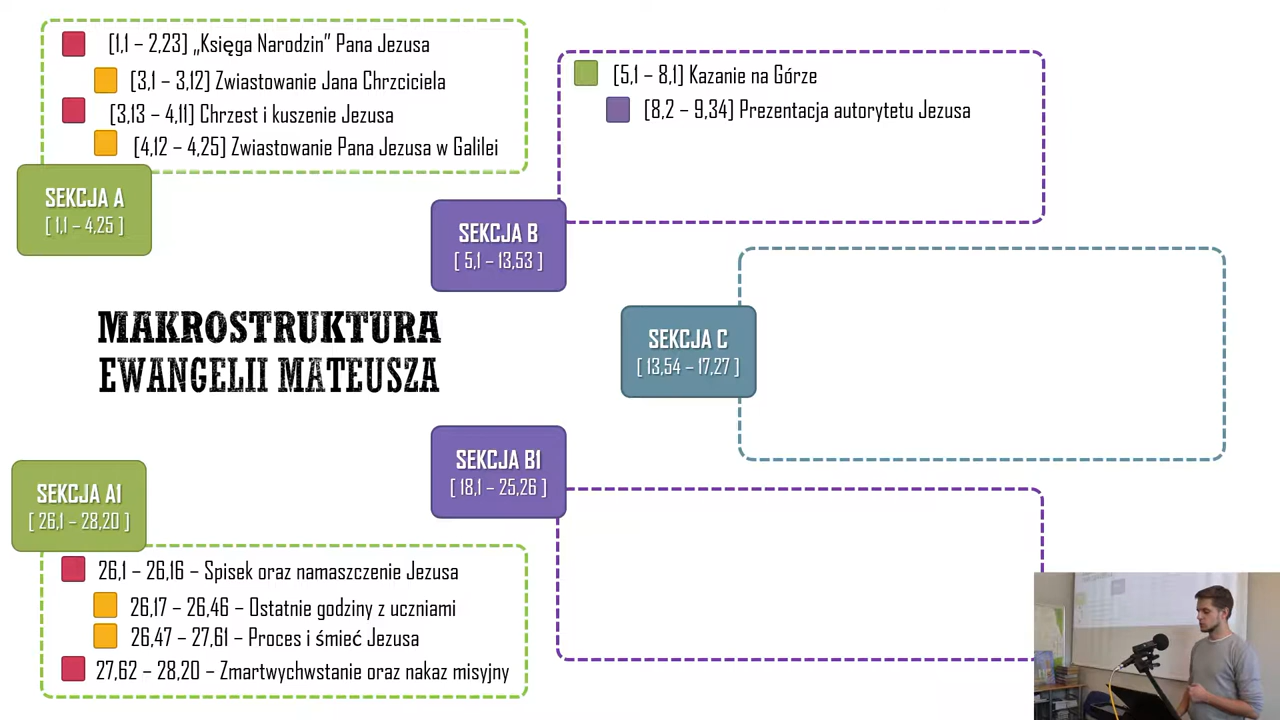 [1,1 – 2,23] „Księga Narodzin” Pana Jezusa
[3,1 – 3,12] Zwiastowanie Jana Chrzciciela
[3,13 – 4,11] Chrzest i kuszenie Jezusa
[4,12 – 4,25] Zwiastowanie Pana Jezusa w Galilei
SEKCJA A
[ 1,1 – 4,25 ]
[5,1 – 8,1] Kazanie na Górze
[8,2 – 9,34] Prezentacja autorytetu Jezusa
SEKCJA B
[ 5,1 – 13,53 ]
MAKROSTRUKTURA
EWANGELII MATEUSZA
SEKCJA C
[ 13,54 – 17,27 ]
SEKCJA B1
[ 18,1 – 25,26 ]
SEKCJA A1
[ 26,1 – 28,20 ]
26,1 – 26,16 – Spisek oraz namaszczenie Jezusa
26,17 – 26,46 – Ostatnie godziny z uczniami
26,47 – 27,61 – Proces i śmieć Jezusa
27,62 – 28,20 – Zmartwychwstanie oraz nakaz misyjny